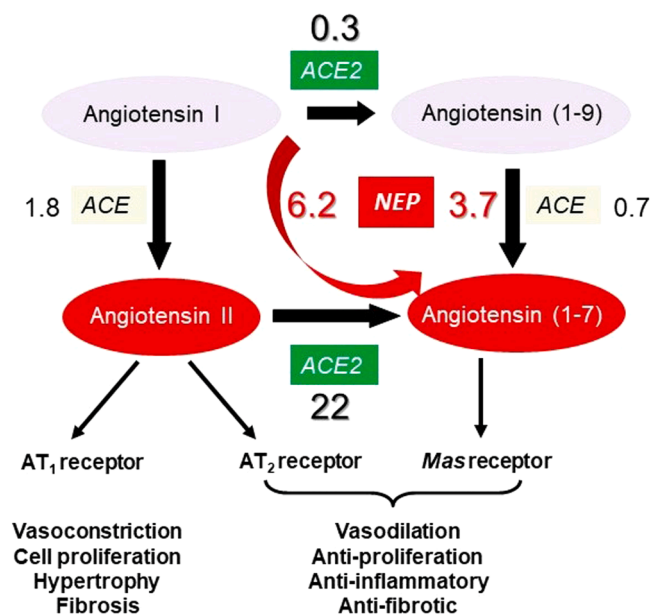 0.3
ACE2
Angiotensin I
Angiotensin (1-9)
1.8
ACE
6.2
NEP
3.7
ACE
0.7
Angiotensin II
Angiotensin (1-7)
ACE2
22
AT₁ receptor
AT₂ receptor
Mas receptor
Vasoconstriction
Cell proliferation
Hypertrophy
Fibrosis
Vasodilation
Anti-proliferation
Anti-inflammatory
Anti-fibrotic